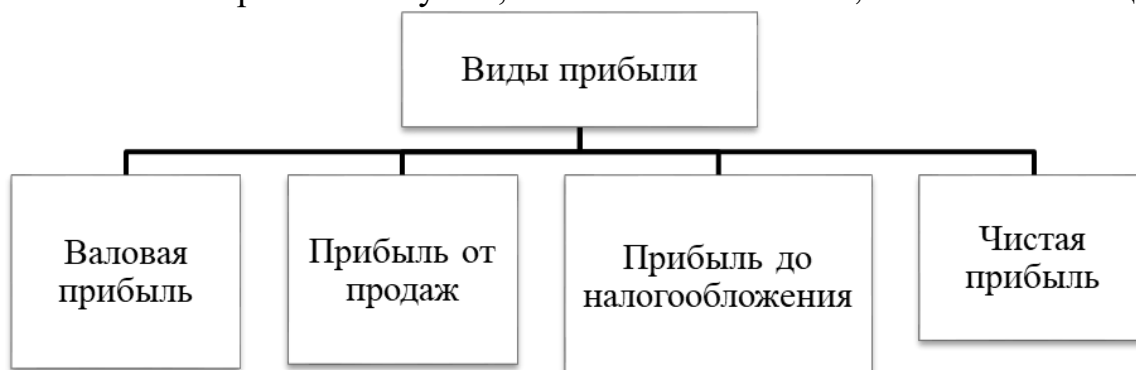 Виды прибыли
Валовая
прибыль
Прибыль от
продаж
Прибыль до
налогообложения
Чистая
прибыль